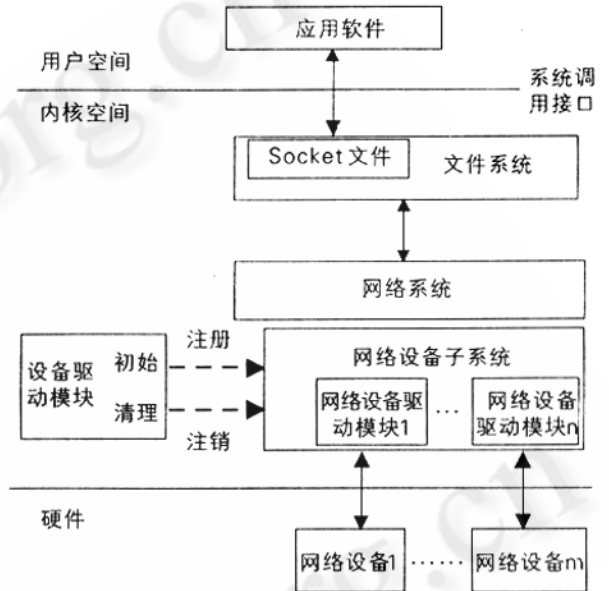 应用软件
用户空间
系统调
用接口
内核空间
Socket文件
文件系统
网络系统
注册
网络设备子系统
设备驱
动模块
初始
清理
网络设备驱
动模块1
...
网络设备
驱动模块n
注销
硬件
网络设备1
......
网络设备m